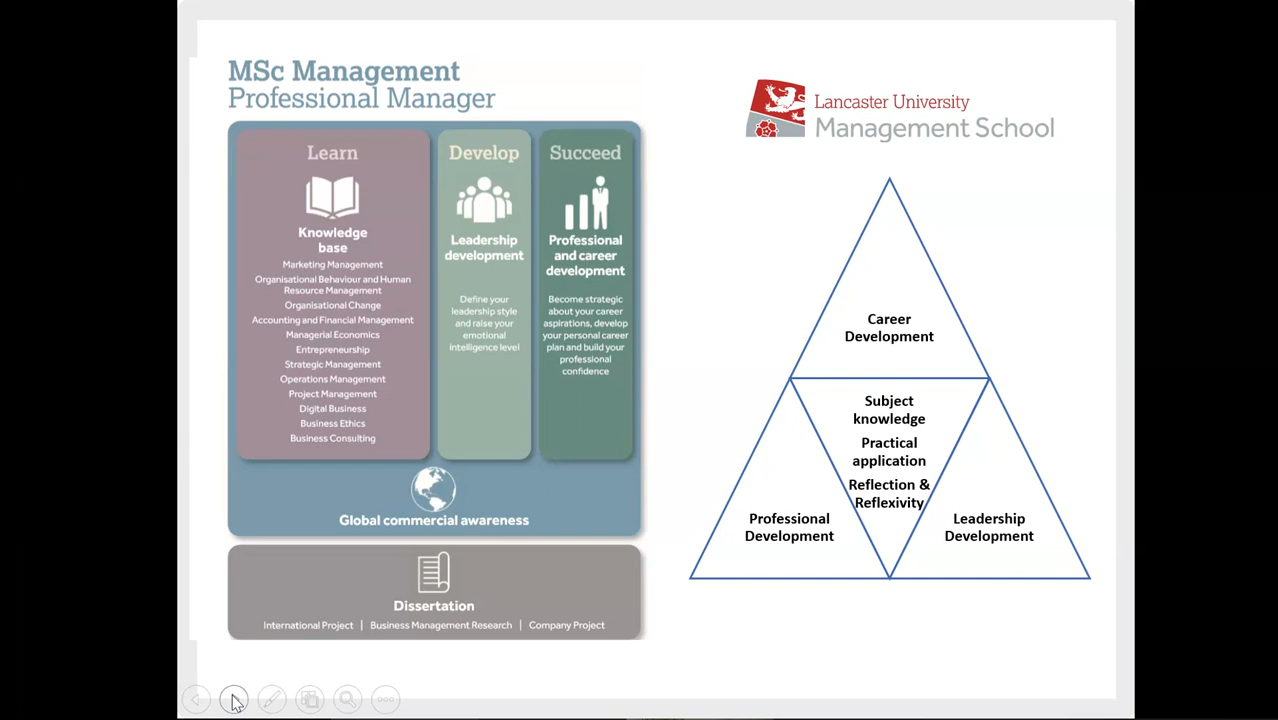 MSc Management
Professional Manager
Learn
Knowledge
base
Marketing Management
Organisational Behaviour and Human
Resource Management
Organisational Change
Accounting and Financial Management
Managerial Economics
Entrepreneurship
Strategic Management
Operations Management
Project Management
Digital Business
Business Ethics
Business Consulting
Develop
Leadership
development
Define your
leadership style
and raise your
emotional
intelligence level
Succeed
Professional
and career
development
Become strategic
about your career
aspirations, develop
your personal career
plan and build your
professional
confidence
Global commercial awareness
Dissertation
International Project | Business Management Research | Company Project
Lancaster University
Management School
Career
Development
Subject
knowledge
Practical
application
Reflection &
Reflexivity
Professional
Development
Leadership
Development